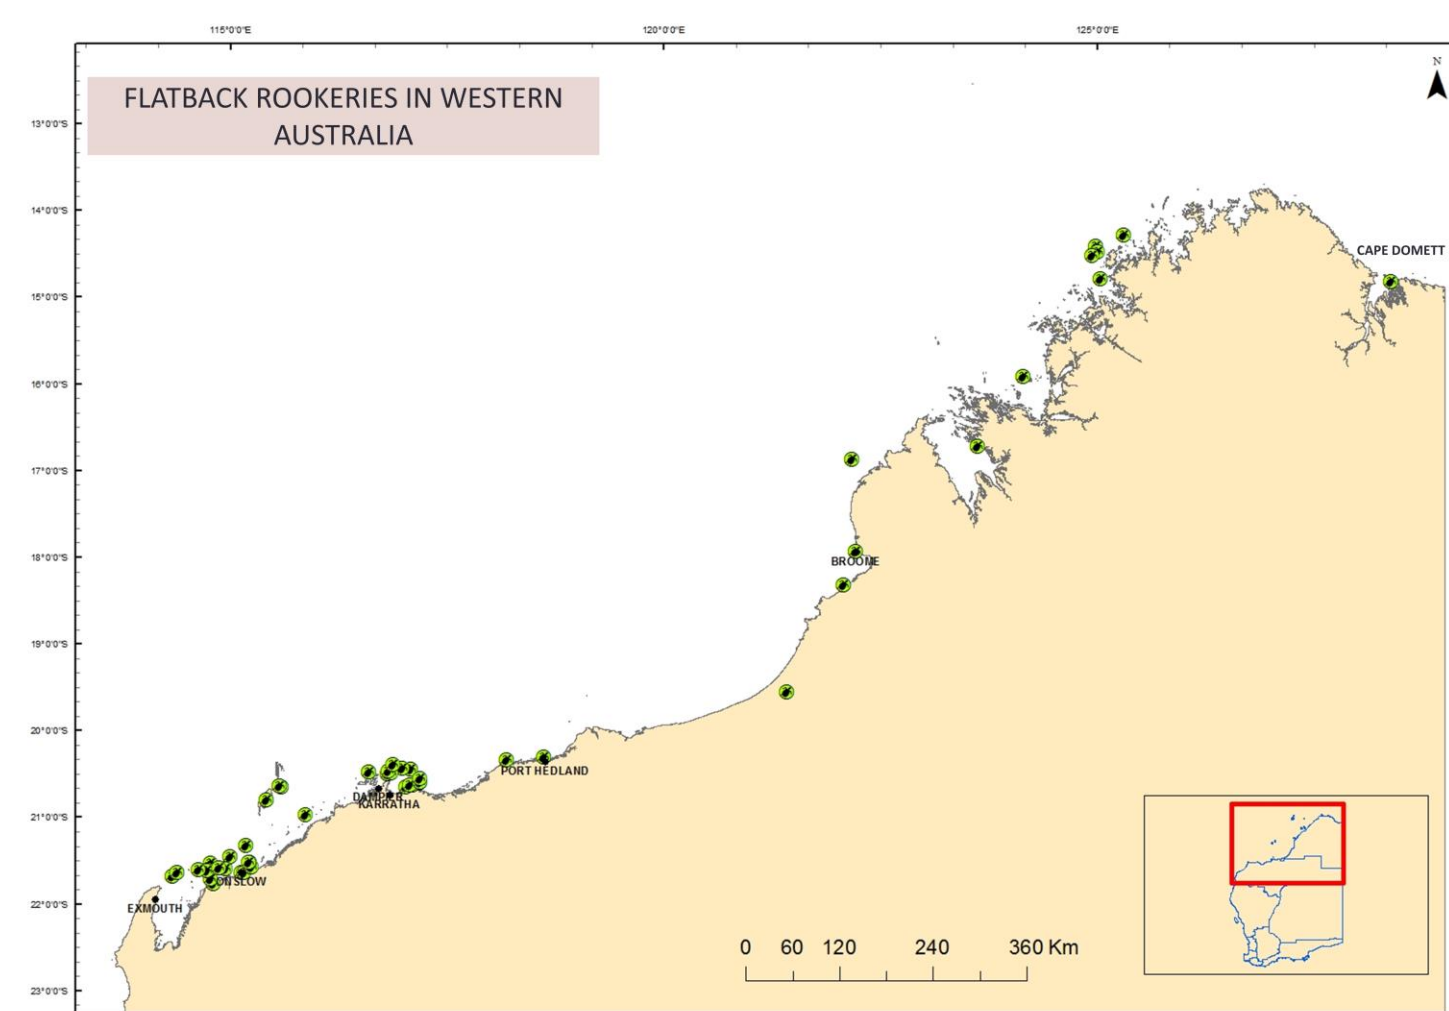 115°0'0"E
120°0'0"E
125°0'0"E
N
FLATBACK ROOKERIES IN WESTERN
AUSTRALIA
13°0'0"S
14°0'0"S
CAPE DOMETT
15°0'0"S
16°0'0"S
17°0'0"S
18°0'0"S
BROOME
19°0'0"S
20°0'0"S
PORT HEDLAND
DAMPIER
KARRATHA
21°0'0"S
ONSLOW
22°0'0"S
EXMOUTH
0 60 120 240 360 Km
23°0'0"S